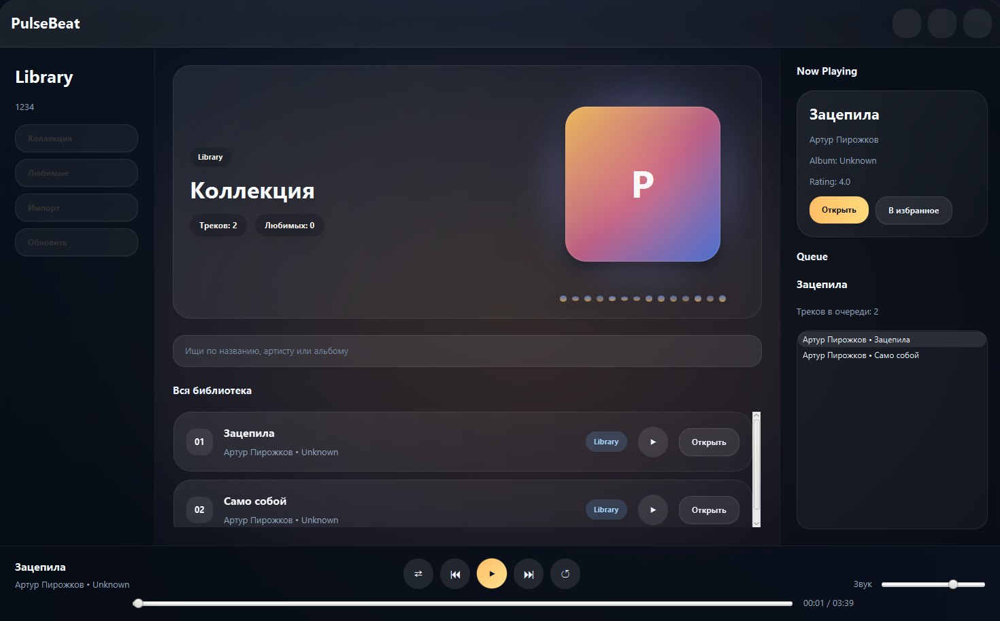 PulseBeat
Library
1234
Коллекция
Любимые
Импорт
Обновить
Library
Коллекция
Треков: 2
Любимых: 0
P
Ищи по названию, артисту или альбому
Вся библиотека
01
Зацепила
Артур Пирожков • Unknown
Library
Открыть
02
Само собой
Артур Пирожков • Unknown
Library
Открыть
Now Playing
Зацепила
Артур Пирожков
Album: Unknown
Rating: 4.0
Открыть
В избранное
Queue
Зацепила
Треков в очереди: 2
Артур Пирожков • Зацепила
Артур Пирожков • Само собой
Зацепила
Артур Пирожков • Unknown
Звук
00:01 / 03:39